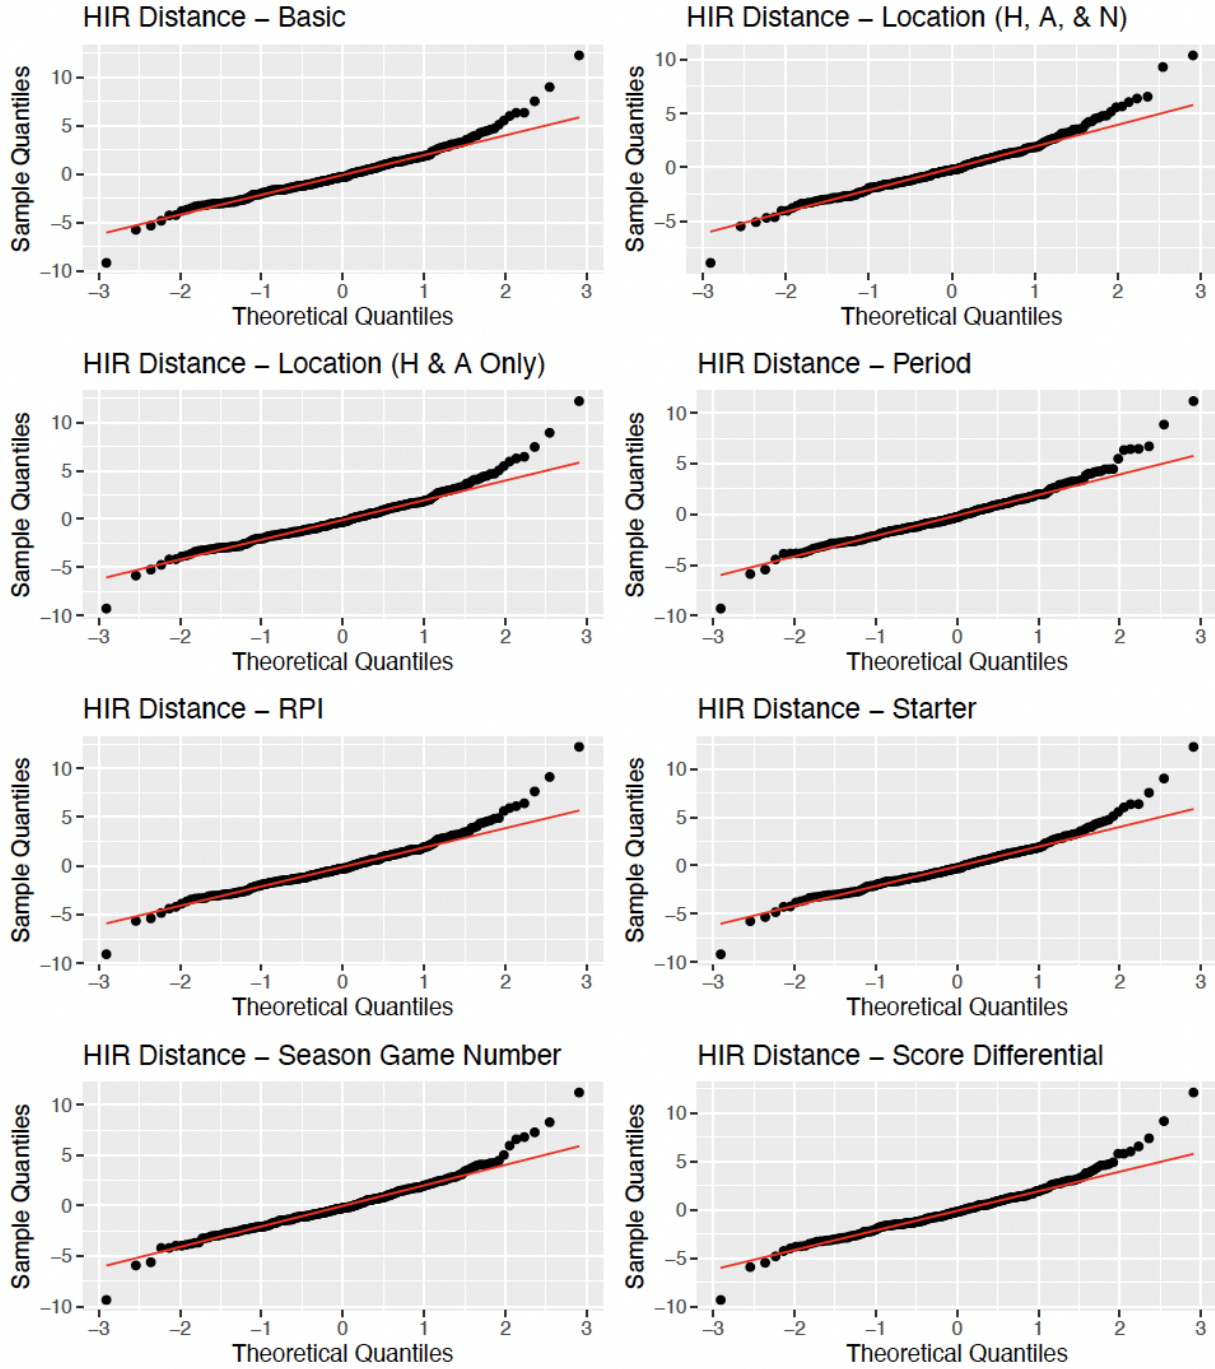 HIR Distance – Basic
Sample Quantiles
10
5
0
−5
−10
−3 −2 −1 0 1 2 3
Theoretical Quantiles
HIR Distance – Location (H, A, & N)
Sample Quantiles
10
5
0
−5
−3 −2 −1 0 1 2 3
Theoretical Quantiles
HIR Distance – Location (H & A Only)
Sample Quantiles
10
5
0
−5
−10
−3 −2 −1 0 1 2 3
Theoretical Quantiles
HIR Distance – Period
Sample Quantiles
10
5
0
−5
−10
−3 −2 −1 0 1 2 3
Theoretical Quantiles
HIR Distance – RPI
Sample Quantiles
10
5
0
−5
−10
−3 −2 −1 0 1 2 3
Theoretical Quantiles
HIR Distance – Starter
Sample Quantiles
10
5
0
−5
−10
−3 −2 −1 0 1 2 3
Theoretical Quantiles
HIR Distance – Season Game Number
Sample Quantiles
10
5
0
−5
−10
−3 −2 −1 0 1 2 3
Theoretical Quantiles
HIR Distance – Score Differential
Sample Quantiles
10
5
0
−5
−10
−3 −2 −1 0 1 2 3
Theoretical Quantiles